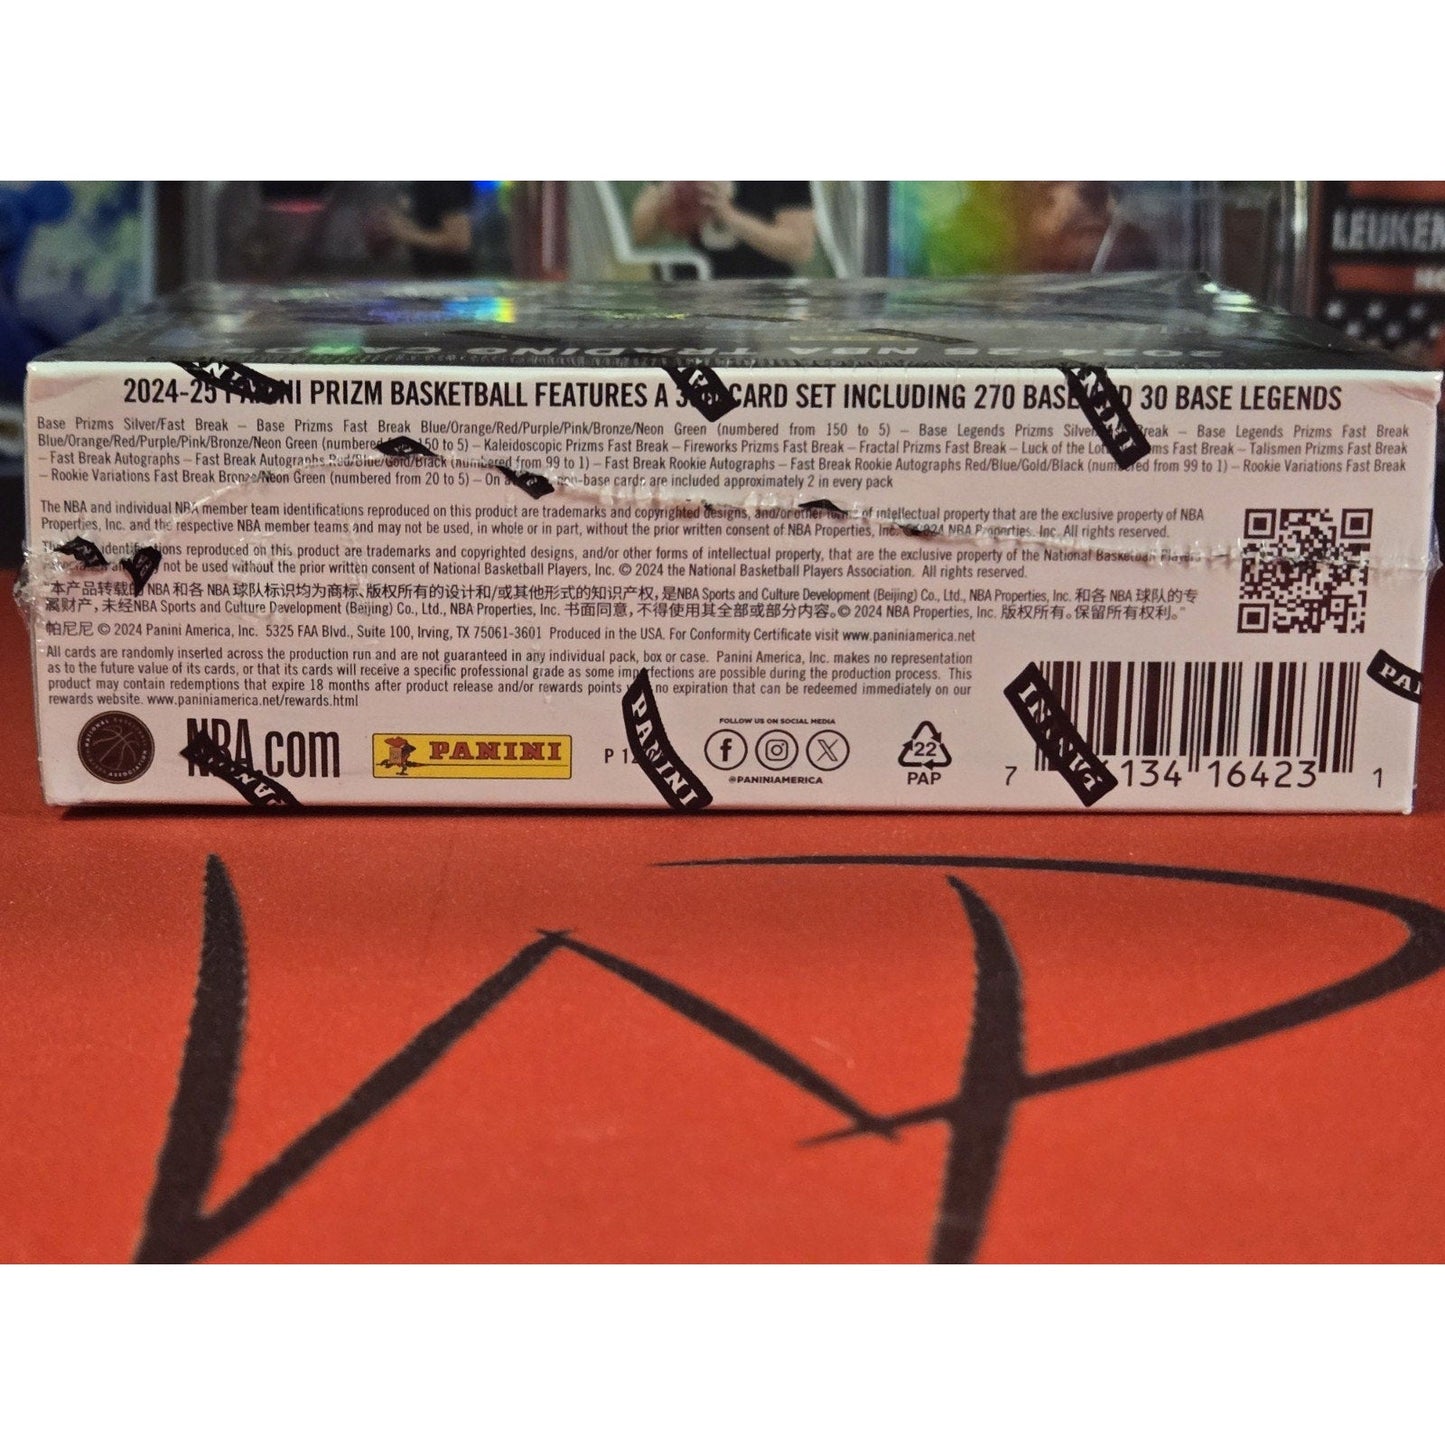 LEUKEM
2024-25 PANINI PRIZM BASKETBALL FEATURES A CARD SET INCLUDING 270 BASE AND 30 BASE LEGENDS
Base Prizms Silver/Fast Break – Base Prizms Fast Break Blue/Orange/Red/Purple/Pink/Bronze/Neon Green (numbered from 150 to 5) – Base Legends Prizms Silver Break – Base Legends Prizms Fast Break
Blue/Orange/Red/Purple/Pink/Bronze/Neon Green (numbered 150 to 5) – Kaleidoscopic Prizms Fast Break – Fireworks Prizms Fast Break – Fractal Prizms Fast Break – Luck of the Prizms Fast Break – Talismen Prizms Fast Break
– Fast Break Autographs – Fast Break Autographs Red/Blue/Gold/Black (numbered from 99 to 1) – Fast Break Rookie Autographs – Fast Break Rookie Autographs Red/Blue/Gold/Black (numbered from 99 to 1) – Rookie Variations Fast Break
– Rookie Variations Fast Break Bronze/Neon Green (numbered from 20 to 5) – On non-base cards are included approximately 2 in every pack
The NBA and individual NBA member team identifications reproduced on this product are trademarks and copyrighted designs, and/or other forms of intellectual property that are the exclusive property of NBA
Properties, Inc. and the respective NBA member teams and may not be used, in whole or in part, without the prior written consent of NBA Properties, Inc. © 2024 NBA Properties, Inc. All rights reserved.
identifications reproduced on this product are trademarks and copyrighted designs, and/or other forms of intellectual property, that are the exclusive property of the National Basketball Players
not be used without the prior written consent of National Basketball Players, Inc. © 2024 the National Basketball Players Association. All rights reserved.
"本产品转载的NBA 和各 NBA 球队标识均为商标、版权所有的设计和/或其他形式的知识产权,是NBA Sports and Culture Development (Beijing) Co., Ltd., NBA Properties, Inc. 和各 NBA 球队的专
属财产,未经NBA Sports and Culture Development (Beijing) Co., Ltd., NBA Properties, Inc. 书面同意,不得使用其全部或部分内容。© 2024 NBA Properties, Inc. 版权所有。保留所有权利。"
帕尼尼 © 2024 Panini America, Inc. 5325 FAA Blvd., Suite 100, Irving, TX 75061-3601 Produced in the USA. For Conformity Certificate visit www.paniniamerica.net
All cards are randomly inserted across the production run and are not guaranteed in any individual pack, box or case. Panini America, Inc. makes no representation
as to the future value of its cards, or that its cards will receive a specific professional grade as some imperfections are possible during the production process. This
product may contain redemptions that expire 18 months after product release and/or rewards points no expiration that can be redeemed immediately on our
rewards website. www.paniniamerica.net/rewards.html
NBA.com
PANINI
P
PANINI
FOLLOW US ON SOCIAL MEDIA
@PANINIAMERICA
22
PAP
PANINI
7 134 16423 1